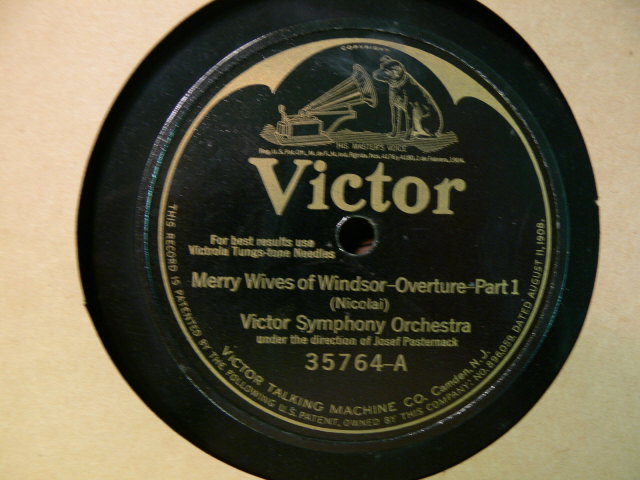 COPYRIGHT
HIS MASTER'S VOICE
Victor
For best results use
Victrola Tungs-tone Needles
Merry Wives of Windsor-Overture-Part 1
(Nicolai)
Victor Symphony Orchestra
under the direction of Josef Pasternack
35764-A
VICTOR TALKING MACHINE CO. Camden, N.J.
THIS RECORD IS PATENTED BY THE FOLLOWING U.S. PATENT, OWNED BY THIS COMPANY: NO. 896059, DATED AUGUST 11, 1908.